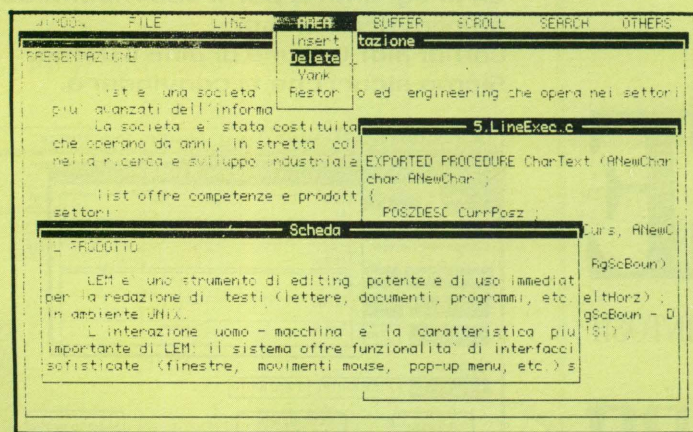 WINDOW FILE LINE AREA BUFFER SCROLL SEARCH OTHERS
Insert
Delete
Yank
Restor
tazione
PRESENTAZIONE
list e' una societa' o ed engineering che opera nei settori
piu' avanzati dell'informa
La societa' e' stata costituita
che operano da anni, in stretta col
nella ricerca e sviluppo industriale
list offre competenze e prodott
settori
5.LineExec.c
EXPORTED PROCEDURE CharText (ANewChar
char ANewChar ;
{
POSZDESC CurrPosz ;
Curs, ANewC
RgScBoun)
eltHorz) ;
gScBoun - D
Scheda
IL PRODOTTO
LEM e' uno strumento di editing potente e di uso immediat
per la redazione di testi (lettere, documenti, programmi, etc.
in ambiente UNIX.
L'interazione uomo - macchina e' la caratteristica piu
importante di LEM: il sistema offre funzionalita' di interfacci
sofisticate (finestre, movimenti mouse, pop-up menu, etc.) s